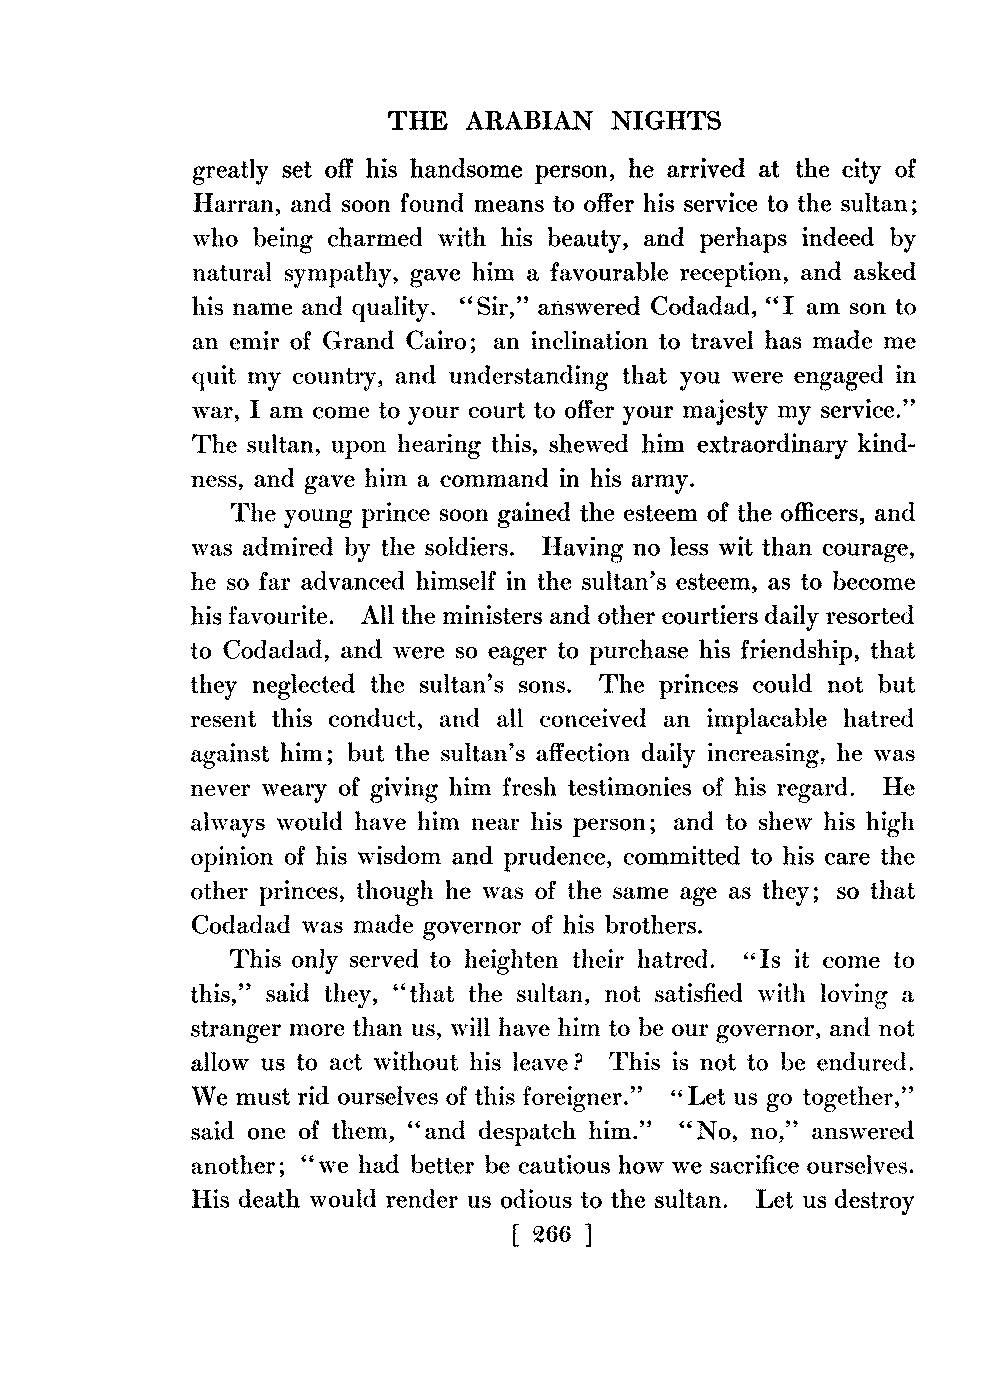 THE ARABIAN NIGHTS
greatly set off his handsome person, he arrived at the city of
Harran, and soon found means to offer his service to the sultan;
who being charmed with his beauty, and perhaps indeed by
natural sympathy, gave him a favourable reception, and asked
his name and quality. “Sir,” answered Codadad, “I am son to
an emir of Grand Cairo; an inclination to travel has made me
quit my country, and understanding that you were engaged in
war, I am come to your court to offer your majesty my service.”
The sultan, upon hearing this, shewed him extraordinary kind-
ness, and gave him a command in his army.
The young prince soon gained the esteem of the officers, and
was admired by the soldiers. Having no less wit than courage,
he so far advanced himself in the sultan’s esteem, as to become
his favourite. All the ministers and other courtiers daily resorted
to Codadad, and were so eager to purchase his friendship, that
they neglected the sultan’s sons. The princes could not but
resent this conduct, and all conceived an implacable hatred
against him; but the sultan’s affection daily increasing, he was
never weary of giving him fresh testimonies of his regard. He
always would have him near his person; and to shew his high
opinion of his wisdom and prudence, committed to his care the
other princes, though he was of the same age as they; so that
Codadad was made governor of his brothers.
This only served to heighten their hatred. “Is it come to
this,” said they, “that the sultan, not satisfied with loving a
stranger more than us, will have him to be our governor, and not
allow us to act without his leave? This is not to be endured.
We must rid ourselves of this foreigner.” “Let us go together,”
said one of them, “and despatch him.” “No, no,” answered
another; “we had better be cautious how we sacrifice ourselves.
His death would render us odious to the sultan. Let us destroy
[ 266 ]